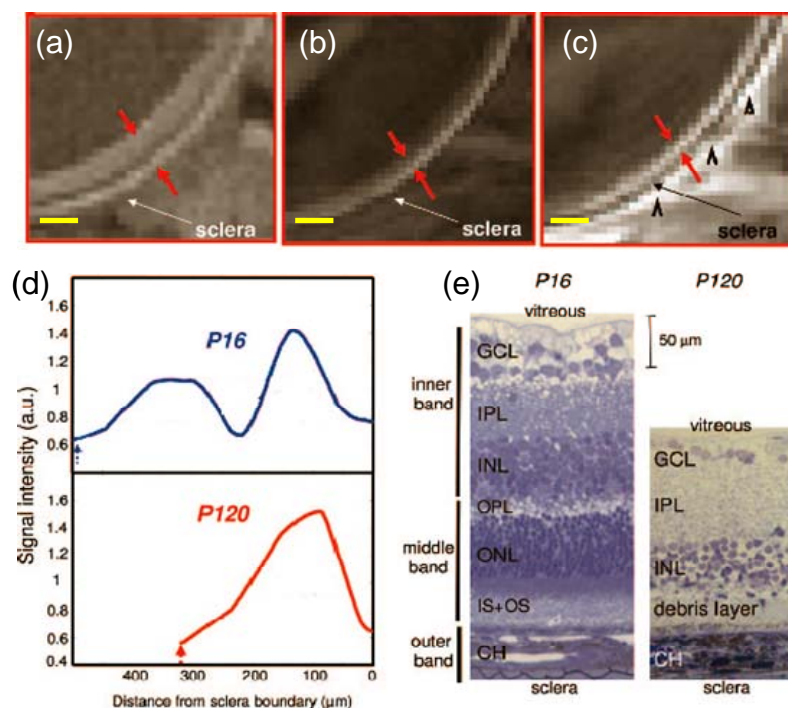 (a)
(b)
(c)
sclera
sclera
sclera
(d)
P16
P120
Signal intensity (a.u.)
1.6
1.4
1.2
1
0.8
0.6
1.6
1.4
1.2
1
0.8
0.6
0.4
400 300 200 100 0
Distance from sclera boundary (µm)
(e)
P16 P120
vitreous
50 µm
inner band
GCL
IPL
INL
middle band
OPL
ONL
IS+OS
outer band
CH
sclera
vitreous
GCL
IPL
INL
debris layer
CH
sclera